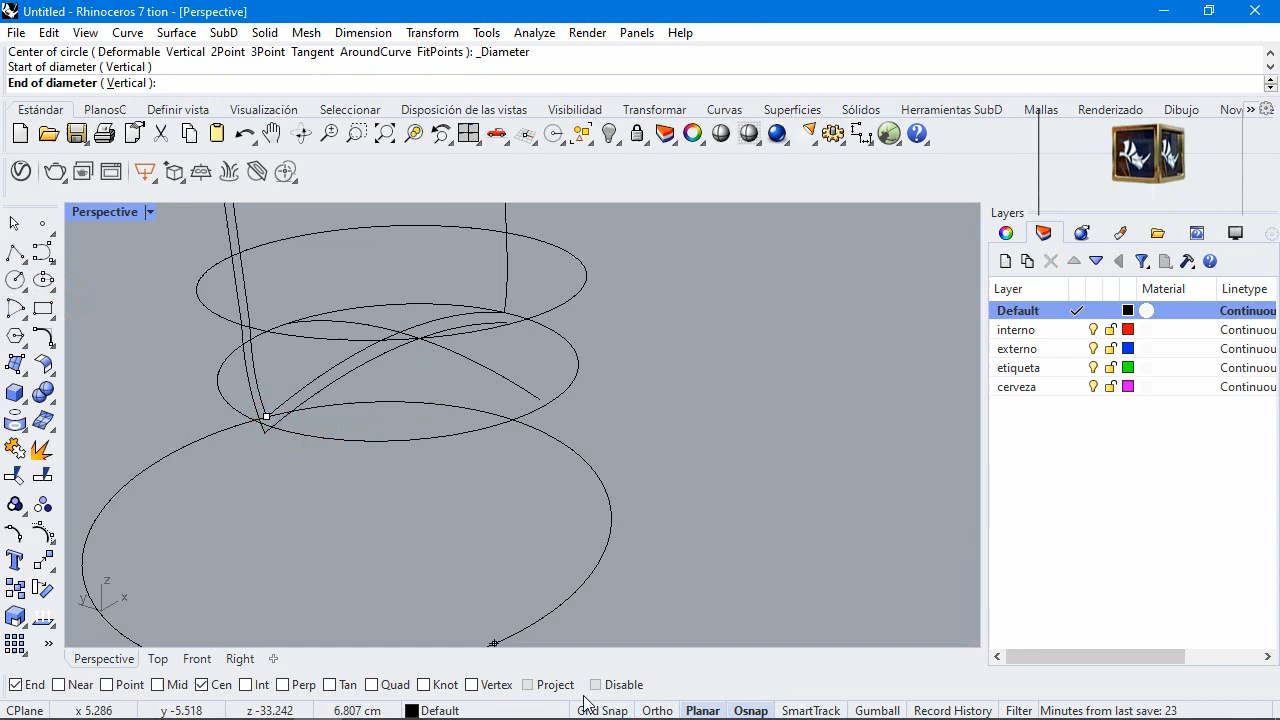 Untitled - Rhinoceros 7 tion - [Perspective]
File Edit View Curve Surface SubD Solid Mesh Dimension Transform Tools Analyze Render Panels Help
Center of circle ( Deformable Vertical 2Point 3Point Tangent AroundCurve FitPoints ): _Diameter
Start of diameter ( Vertical )
End of diameter ( Vertical ):
Estándar PlanosC Definir vista Visualización Seleccionar Disposición de las vistas Visibilidad Transformar Curvas Superficies Sólidos Herramientas SubD Mallas Renderizado Dibujo Nov
Perspective
Layers
Layer Material Linetype
Default Continuou
interno Continuou
externo Continuou
etiqueta Continuou
cerveza Continuou
z
y x
Perspective Top Front Right
End Near Point Mid Cen Int Perp Tan Quad Knot Vertex Project Disable
CPlane x 5.286 y -5.518 z -33.242 6.807 cm Default Grid Snap Ortho Planar Osnap SmartTrack Gumball Record History Filter Minutes from last save: 23